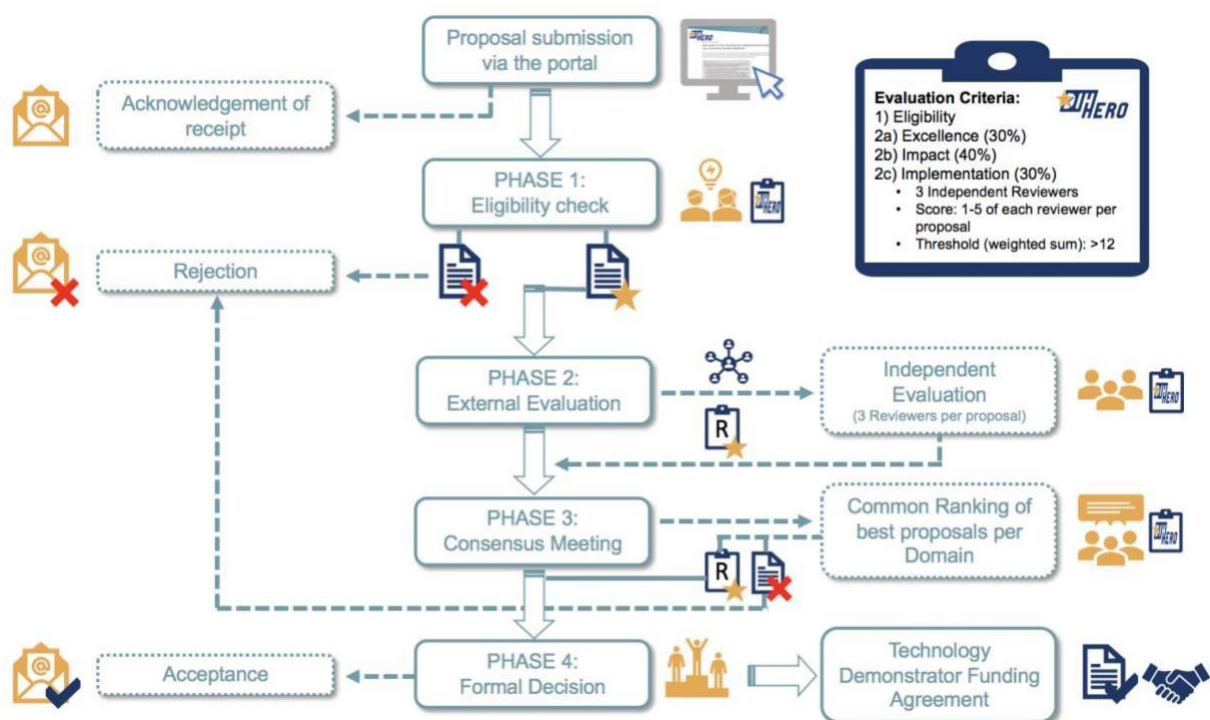 Proposal submission
via the portal
Acknowledgement of
receipt
Evaluation Criteria:
1) Eligibility
2a) Excellence (30%)
2b) Impact (40%)
2c) Implementation (30%)
• 3 Independent Reviewers
• Score: 1-5 of each reviewer per
proposal
• Threshold (weighted sum): >12
PHASE 1:
Eligibility check
Rejection
PHASE 2:
External Evaluation
R
Independent
Evaluation
(3 Reviewers per proposal)
PHASE 3:
Consensus Meeting
R
Common Ranking of
best proposals per
Domain
Acceptance
PHASE 4:
Formal Decision
Technology
Demonstrator Funding
Agreement